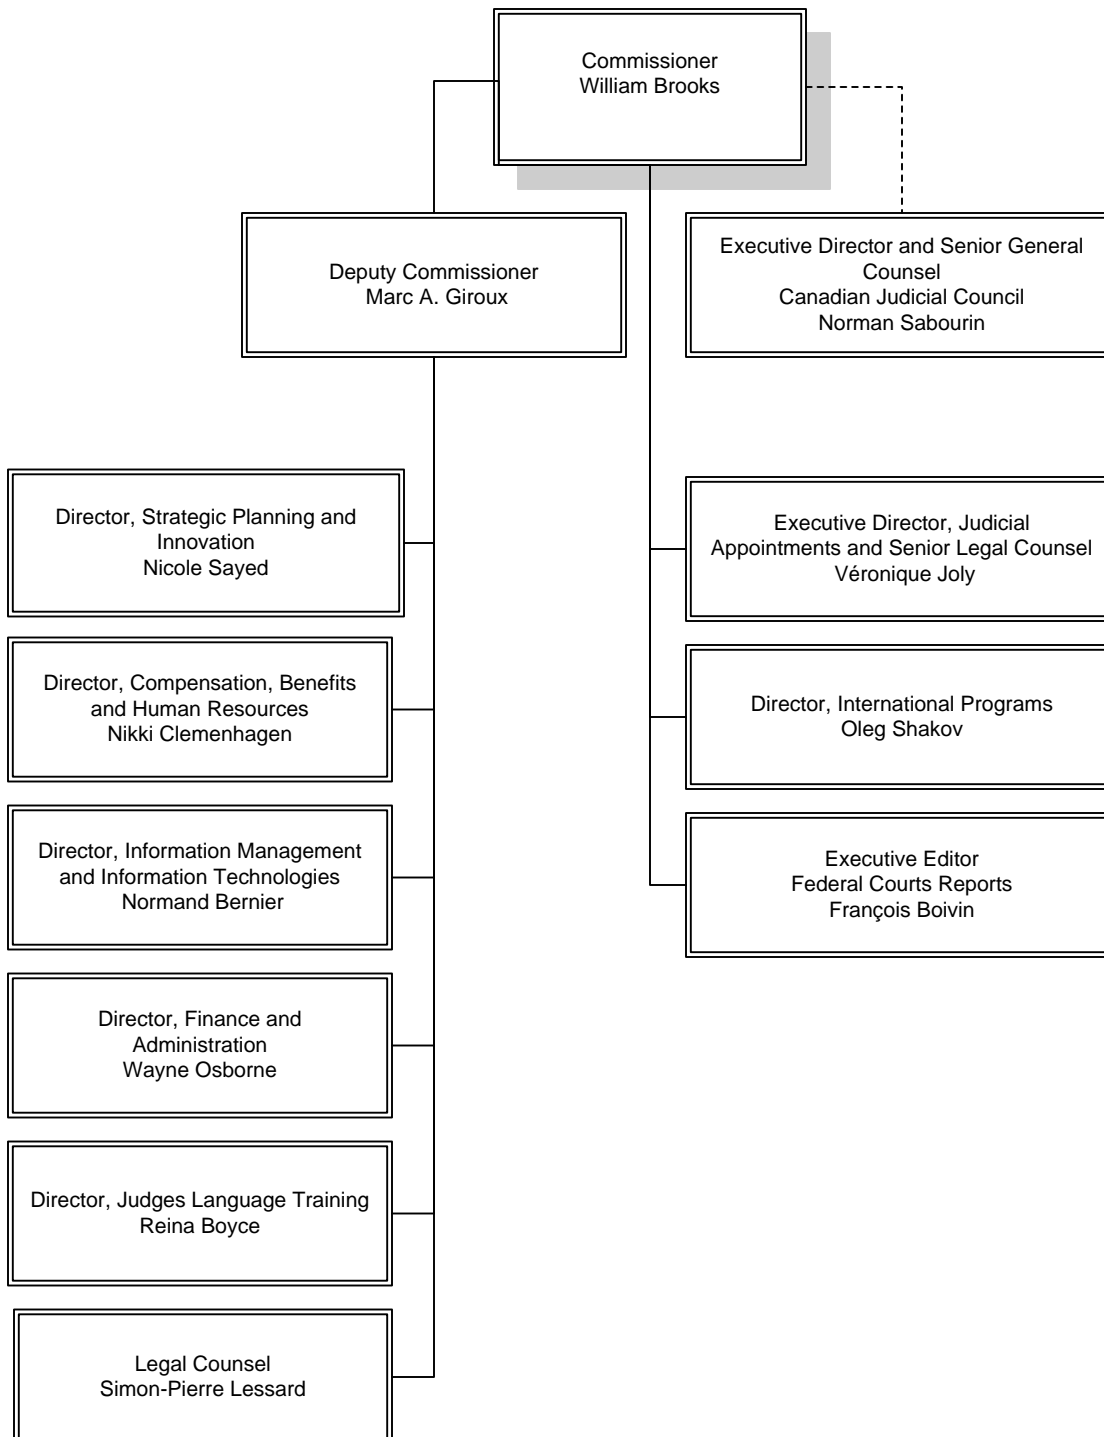 Commissioner
William Brooks
Deputy Commissioner
Marc A. Giroux
Executive Director and Senior General
Counsel
Canadian Judicial Council
Norman Sabourin
Director, Strategic Planning and
Innovation
Nicole Sayed
Director, Compensation, Benefits
and Human Resources
Nikki Clemenhagen
Director, Information Management
and Information Technologies
Normand Bernier
Director, Finance and
Administration
Wayne Osborne
Director, Judges Language Training
Reina Boyce
Legal Counsel
Simon-Pierre Lessard
Executive Director, Judicial
Appointments and Senior Legal Counsel
Véronique Joly
Director, International Programs
Oleg Shakov
Executive Editor
Federal Courts Reports
François Boivin